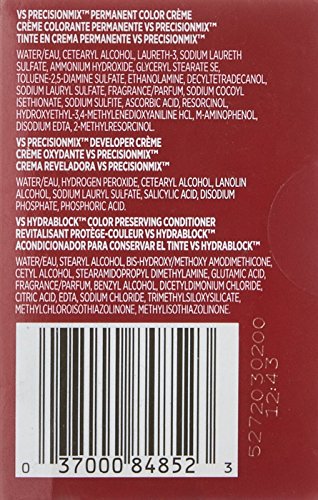 VS PRECISIONMIX™ PERMANENT COLOR CRÈME
CRÈME COLORANTE PERMANENTE VS PRECISIONMIX™
TINTE EN CREMA PERMANENTE VS PRECISIONMIX™
WATER/EAU, CETEARYL ALCOHOL, LAURETH-3, SODIUM LAURETH
SULFATE, AMMONIUM HYDROXIDE, GLYCERYL STEARATE SE,
TOLUENE-2,5-DIAMINE SULFATE, ETHANOLAMINE, DECYLTETRADECANOL,
SODIUM LAURYL SULFATE, FRAGRANCE/PARFUM, SODIUM COCOYL
ISETHIONATE, SODIUM SULFITE, ASCORBIC ACID, RESORCINOL,
HYDROXYETHYL-3,4-METHYLENEDIOXYANILINE HCL, M-AMINOPHENOL,
DISODIUM EDTA, 2-METHYLRESORCINOL.
VS PRECISIONMIX™ DEVELOPER CRÈME
CRÈME OXYDANTE VS PRECISIONMIX™
CREMA REVELADORA VS PRECISIONMIX™
WATER/EAU, HYDROGEN PEROXIDE, CETEARYL ALCOHOL, LANOLIN
ALCOHOL, SODIUM LAURYL SULFATE, SALICYLIC ACID, DISODIUM
PHOSPHATE, PHOSPHORIC ACID.
VS HYDRABLOCK™ COLOR PRESERVING CONDITIONER
REVITALISANT PROTÈGE-COULEUR VS HYDRABLOCK™
ACONDICIONADOR PARA CONSERVAR EL TINTE VS HYDRABLOCK™
WATER/EAU, STEARYL ALCOHOL, BIS-HYDROXY/METHOXY AMODIMETHICONE,
CETYL ALCOHOL, STEARAMIDOPROPYL DIMETHYLAMINE, GLUTAMIC ACID,
FRAGRANCE/PARFUM, BENZYL ALCOHOL, DICETYLDIMONIUM CHLORIDE,
CITRIC ACID, EDTA, SODIUM CHLORIDE, TRIMETHYLSILOXYSILICATE,
METHYLCHLOROISOTHIAZOLINONE, METHYLISOTHIAZOLINONE.
0 37000 84852 3
5272030200
12:43